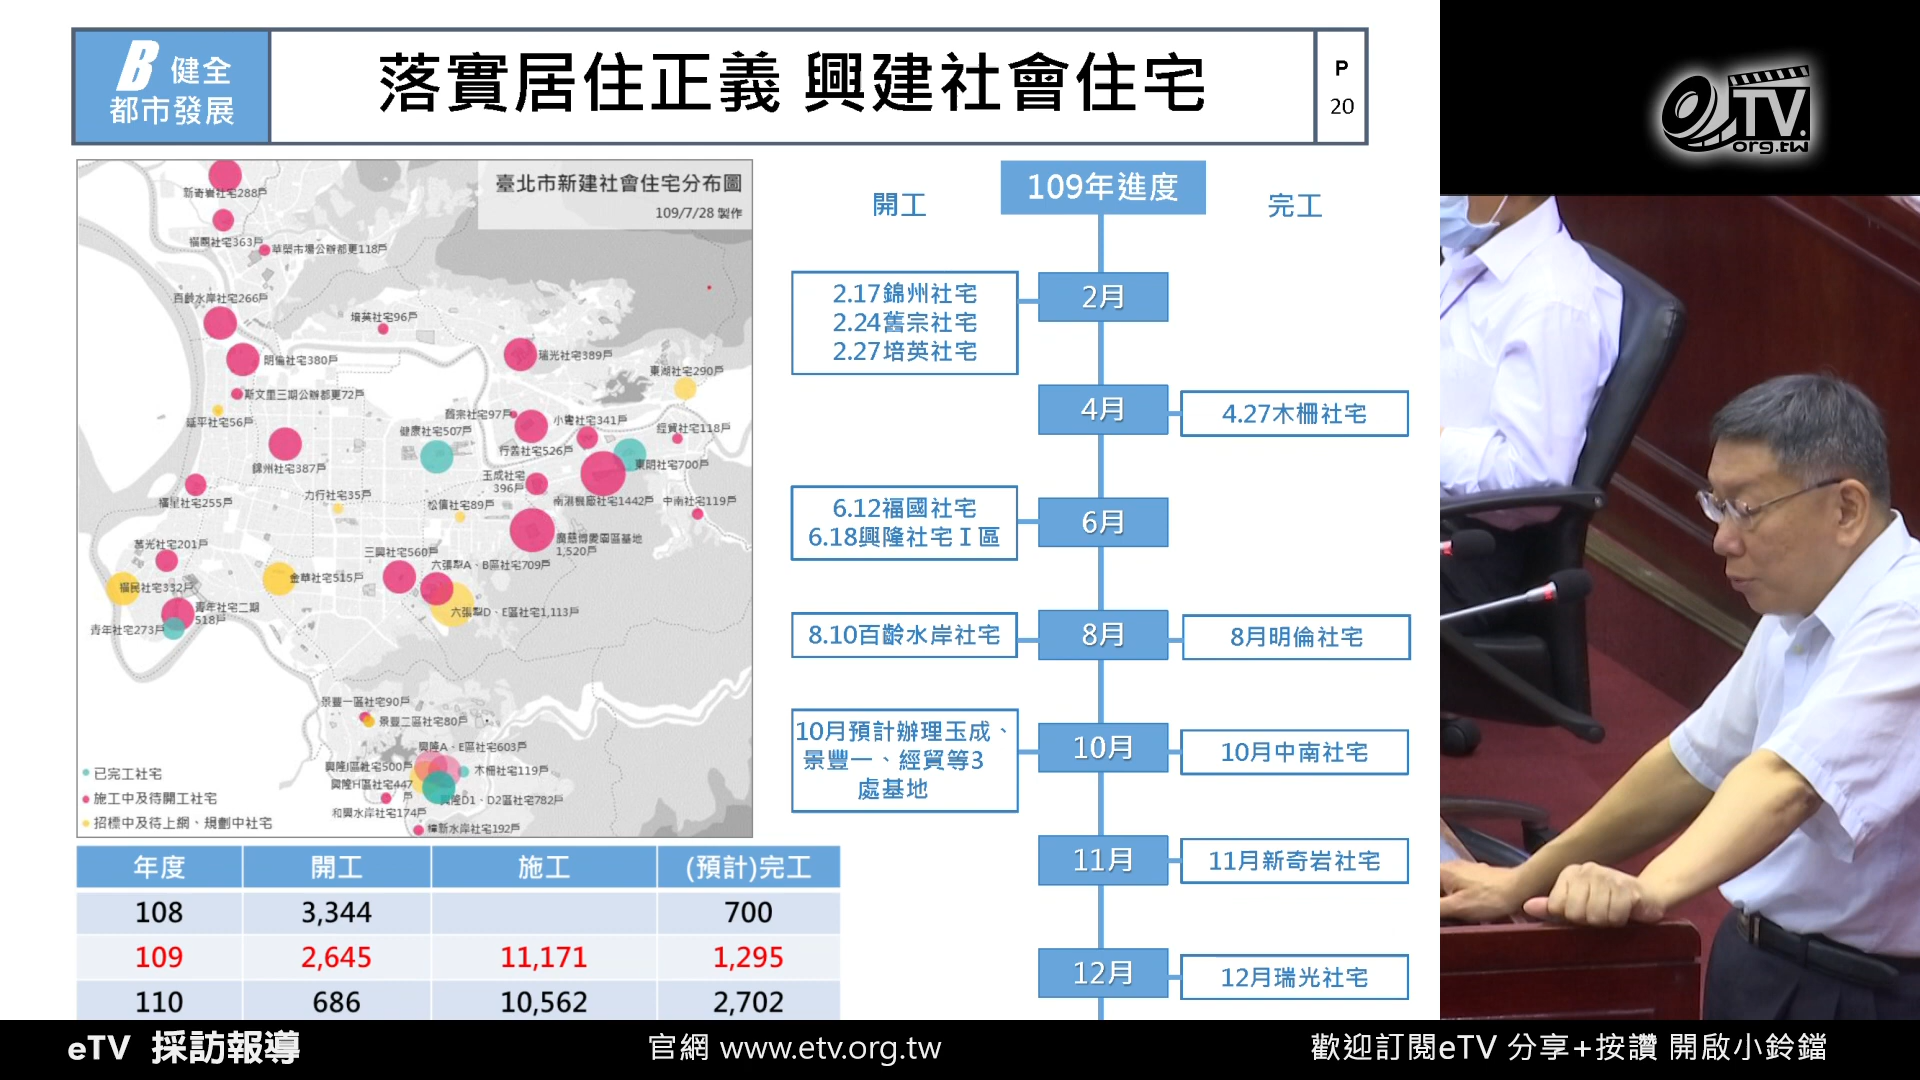 B 健全
都市發展
落實居住正義 興建社會住宅
P
20
eTV.
org.tw
臺北市新建社會住宅分布圖
109/7/28 製作
新奇岩社宅288戶
福國社宅363戶
華榮市場公辦都更118戶
百齡水岸社宅266戶
培英社宅96戶
明倫社宅380戶
瑞光社宅389戶
東湖社宅290戶
斯文里三期公辦都更72戶
延平社宅56戶
舊宗社宅97戶
小彎社宅341戶
經貿社宅118戶
健康社宅507戶
行善社宅526戶
錦州社宅387戶
東明社宅700戶
玉成社宅
396戶
福星社宅255戶
力行社宅35戶
松信社宅89戶
南港機廠社宅1442戶
中南社宅119戶
廣慈博愛園區基地
1,520戶
莒光社宅201戶
三興社宅560戶
六張犁A、B區社宅709戶
福民社宅332戶
金華社宅515戶
青年社宅二期
518戶
六張犁D、E區社宅1,113戶
青年社宅273戶
景豐一區社宅90戶
景豐二區社宅80戶
興隆A、E區社宅603戶
興隆I區社宅500戶
木柵社宅119戶
興隆H區社宅447
戶
興隆D1、D2區社宅782戶
和興水岸社宅174戶
樟新水岸社宅192戶
已完工社宅
施工中及待開工社宅
招標中及待上網、規劃中社宅
109年進度
開工
完工
2.17錦州社宅
2.24舊宗社宅
2.27培英社宅
2月
4月
4.27木柵社宅
6.12福國社宅
6.18興隆社宅I區
6月
8.10百齡水岸社宅
8月
8月明倫社宅
10月預計辦理玉成、
景豐一、經貿等3
處基地
10月
10月中南社宅
11月
11月新奇岩社宅
12月
12月瑞光社宅
年度 開工 施工 (預計)完工
108 3,344 700
109 2,645 11,171 1,295
110 686 10,562 2,702
eTV 採訪報導
官網 www.etv.org.tw
歡迎訂閱eTV 分享+按讚 開啟小鈴鐺